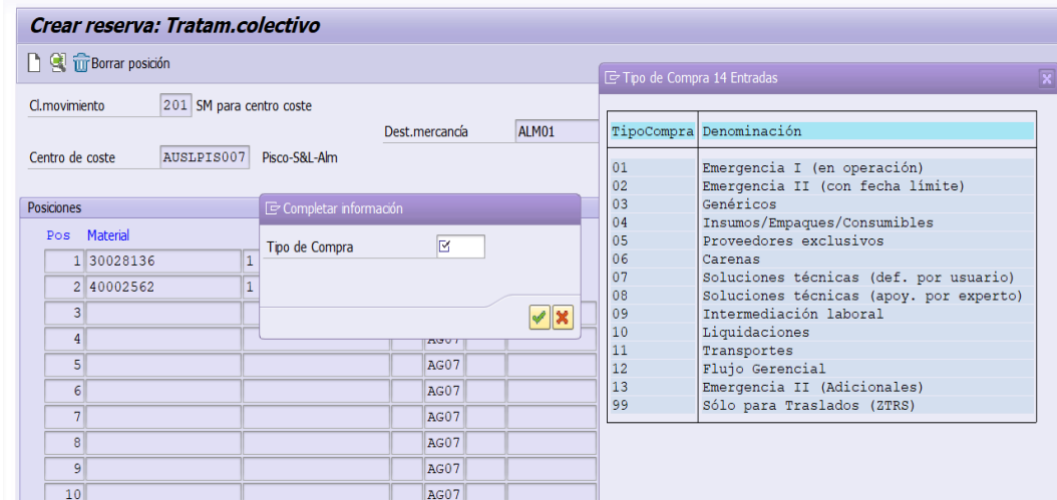 Crear reserva: Tratam.colectivo
Borrar posición
Cl.movimiento 201 SM para centro coste
Dest.mercancía ALM01
Centro de coste AUSLPIS007 Pisco-S&L-Alm
Posiciones
Pos Material
1 30028136 1
2 40002562 1
3
4 AG07
5 AG07
6 AG07
7 AG07
8 AG07
9 AG07
10 AG07
Completar información
Tipo de Compra
Tipo de Compra 14 Entradas
TipoCompra Denominación
01 Emergencia I (en operación)
02 Emergencia II (con fecha límite)
03 Genéricos
04 Insumos/Empaques/Consumibles
05 Proveedores exclusivos
06 Carenas
07 Soluciones técnicas (def. por usuario)
08 Soluciones técnicas (apoy. por experto)
09 Intermediación laboral
10 Liquidaciones
11 Transportes
12 Flujo Gerencial
13 Emergencia II (Adicionales)
99 Sólo para Traslados (ZTRS)